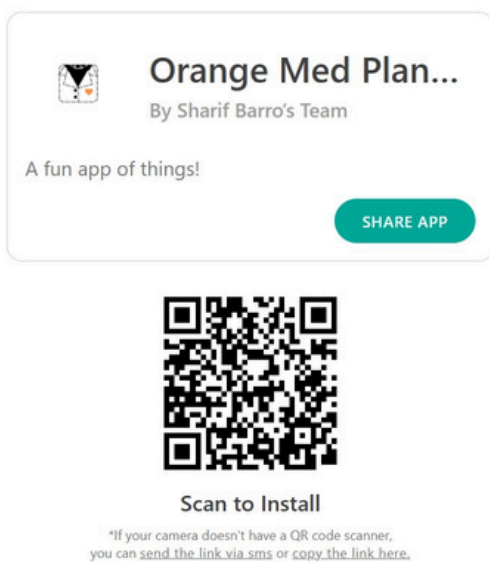 Orange Med Plan...
By Sharif Barro's Team
A fun app of things!
SHARE APP
Scan to Install
*If your camera doesn't have a QR code scanner,
you can send the link via sms or copy the link here.